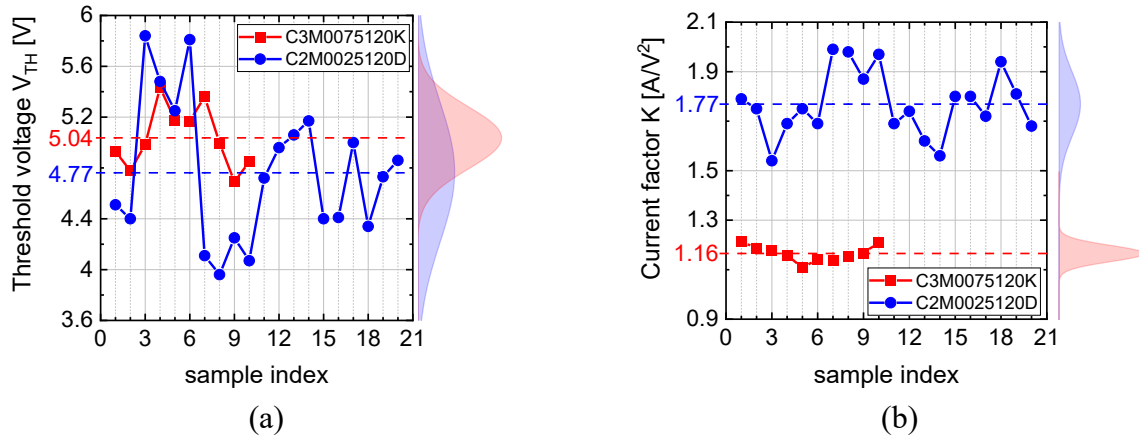 Threshold voltage V_TH [V]
6
5.6
5.2
5.04
4.77
4.4
4
3.6
C3M0075120K
C2M0025120D
0 3 6 9 12 15 18 21
sample index
(a)
Current factor K [A/V²]
2.1
1.9
1.77
1.5
1.3
1.16
0.9
C3M0075120K
C2M0025120D
0 3 6 9 12 15 18 21
sample index
(b)